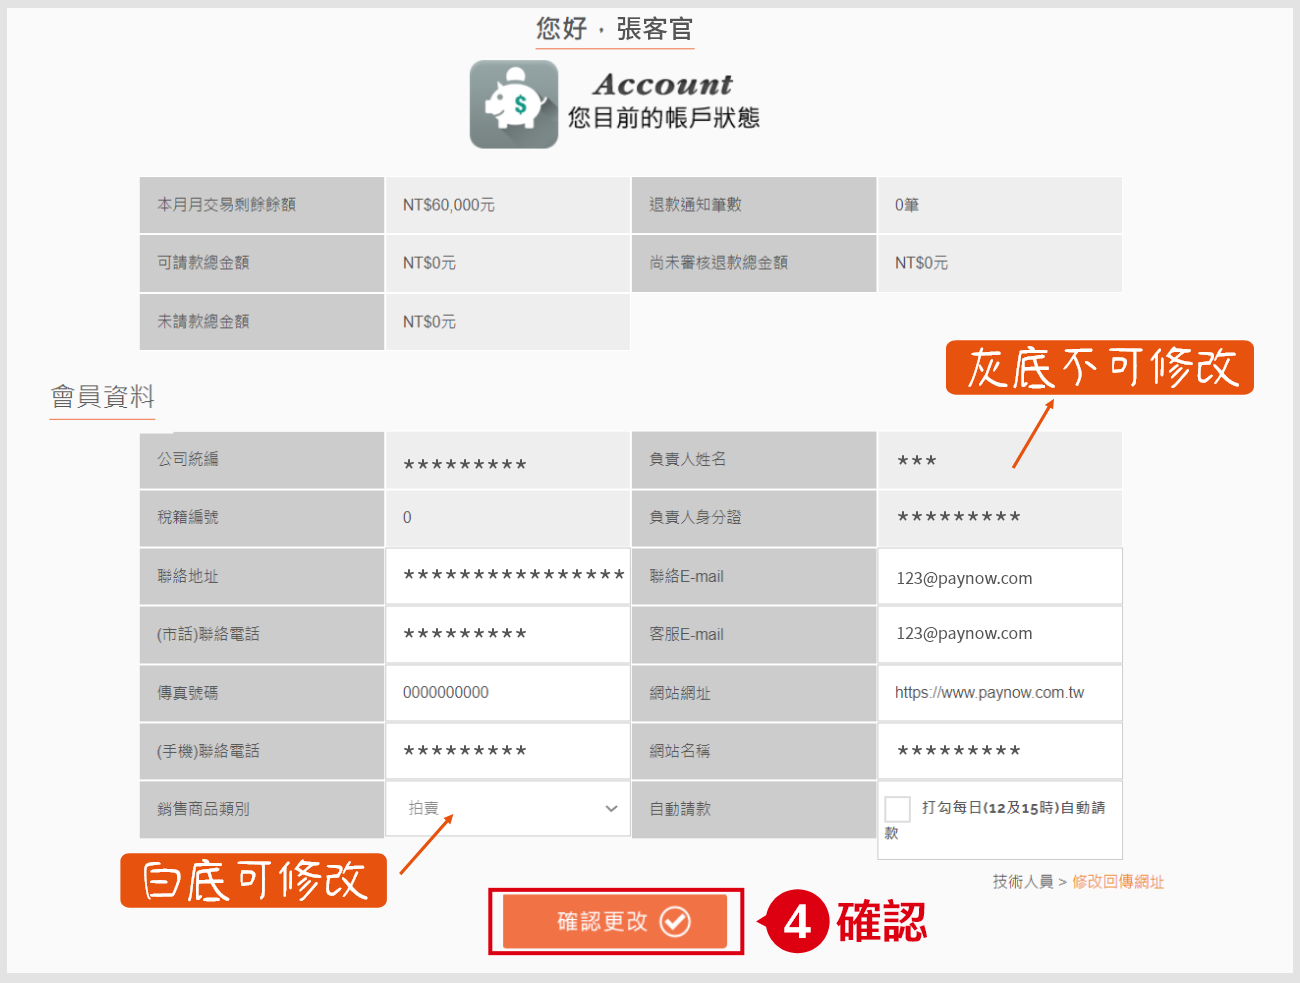 您好，張客官
Account
您目前的帳戶狀態
本月月交易剩餘餘額 NT$60,000元 退款通知筆數 0筆
可請款總金額 NT$0元 尚未審核退款總金額 NT$0元
未請款總金額 NT$0元
灰底不可修改
會員資料
公司統編 ********* 負責人姓名 ***
稅籍編號 0 負責人身分證 *********
聯絡地址 **************** 聯絡E-mail 123@paynow.com
(市話)聯絡電話 ********* 客服E-mail 123@paynow.com
傳真號碼 0000000000 網站網址 https://www.paynow.com.tw
(手機)聯絡電話 ********* 網站名稱 *********
銷售商品類別 拍賣 自動請款 打勾每日(12及15時)自動請
款
白底可修改
技術人員 > 修改回傳網址
確認更改
4 確認